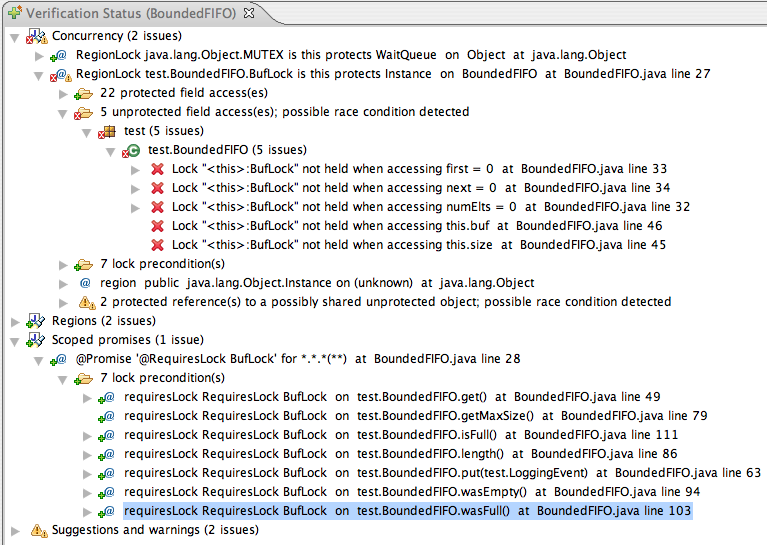 Verification Status (BoundedFIFO)
Concurrency (2 issues)
RegionLock java.lang.Object.MUTEX is this protects WaitQueue on Object at java.lang.Object
RegionLock test.BoundedFIFO.BufLock is this protects Instance on BoundedFIFO at BoundedFIFO.java line 27
22 protected field access(es)
5 unprotected field access(es); possible race condition detected
test (5 issues)
test.BoundedFIFO (5 issues)
Lock "<this>:BufLock" not held when accessing first = 0 at BoundedFIFO.java line 33
Lock "<this>:BufLock" not held when accessing next = 0 at BoundedFIFO.java line 34
Lock "<this>:BufLock" not held when accessing numElts = 0 at BoundedFIFO.java line 32
Lock "<this>:BufLock" not held when accessing this.buf at BoundedFIFO.java line 46
Lock "<this>:BufLock" not held when accessing this.size at BoundedFIFO.java line 45
7 lock precondition(s)
region public java.lang.Object.Instance on (unknown) at java.lang.Object
2 protected reference(s) to a possibly shared unprotected object; possible race condition detected
Regions (2 issues)
Scoped promises (1 issue)
@Promise '@RequiresLock BufLock' for *.*.*(**) at BoundedFIFO.java line 28
7 lock precondition(s)
requiresLock RequiresLock BufLock on test.BoundedFIFO.get() at BoundedFIFO.java line 49
requiresLock RequiresLock BufLock on test.BoundedFIFO.getMaxSize() at BoundedFIFO.java line 79
requiresLock RequiresLock BufLock on test.BoundedFIFO.isFull() at BoundedFIFO.java line 111
requiresLock RequiresLock BufLock on test.BoundedFIFO.length() at BoundedFIFO.java line 86
requiresLock RequiresLock BufLock on test.BoundedFIFO.put(test.LoggingEvent) at BoundedFIFO.java line 63
requiresLock RequiresLock BufLock on test.BoundedFIFO.wasEmpty() at BoundedFIFO.java line 94
requiresLock RequiresLock BufLock on test.BoundedFIFO.wasFull() at BoundedFIFO.java line 103
Suggestions and warnings (2 issues)